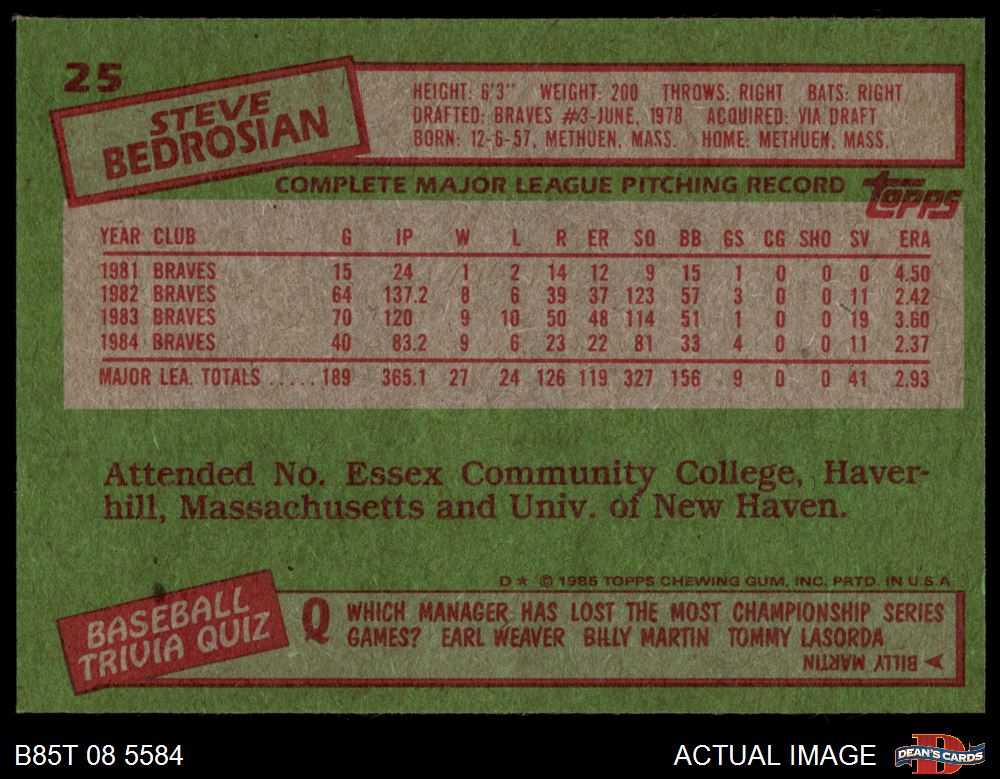 25
STEVE
BEDROSIAN
HEIGHT: 6'3" WEIGHT: 200 THROWS: RIGHT BATS: RIGHT
DRAFTED: BRAVES #3-JUNE, 1978 ACQUIRED: VIA DRAFT
BORN: 12-6-57, METHUEN, MASS. HOME: METHUEN, MASS.
COMPLETE MAJOR LEAGUE PITCHING RECORD
topps
YEAR CLUB G IP W L R ER SO BB GS CG SHO SV ERA
1981 BRAVES 15 24 1 2 14 12 9 15 1 0 0 0 4.50
1982 BRAVES 64 137.2 8 6 39 37 123 57 3 0 0 11 2.42
1983 BRAVES 70 120 9 10 50 48 114 51 1 0 0 19 3.60
1984 BRAVES 40 83.2 9 6 23 22 81 33 4 0 0 11 2.37
MAJOR LEA. TOTALS ..... 189 365.1 27 24 126 119 327 156 9 0 0 41 2.93
Attended No. Essex Community College, Haver-
hill, Massachusetts and Univ. of New Haven.
D * © 1985 TOPPS CHEWING GUM, INC. PRTD. IN U.S.A
BASEBALL
TRIVIA QUIZ
Q WHICH MANAGER HAS LOST THE MOST CHAMPIONSHIP SERIES
GAMES? EARL WEAVER BILLY MARTIN TOMMY LASORDA
BILLY MARTIN
B85T 08 5584
ACTUAL IMAGE
DEAN'S CARDS